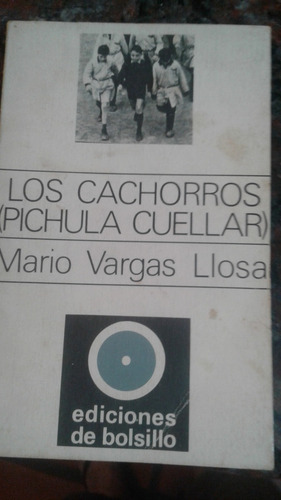 LOS CACHORROS
(PICHULA CUELLAR)
Mario Vargas Llosa
ediciones
de bolsillo